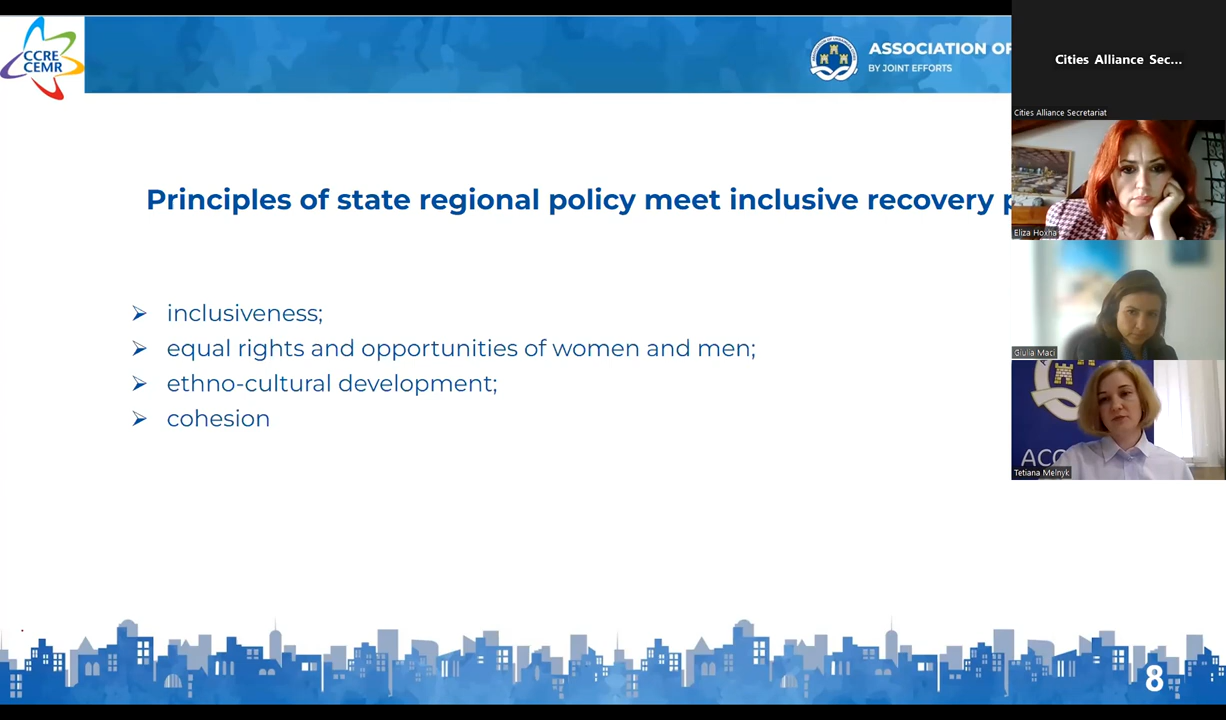 CCRE
CEMR
ASSOCIATION OF
BY JOINT EFFORTS
Principles of state regional policy meet inclusive recovery
inclusiveness;
equal rights and opportunities of women and men;
ethno-cultural development;
cohesion
8
Cities Alliance Sec...
Cities Alliance Secretariat
Eliza Hoxha
Giulia Maci
Tetiana Melnyk